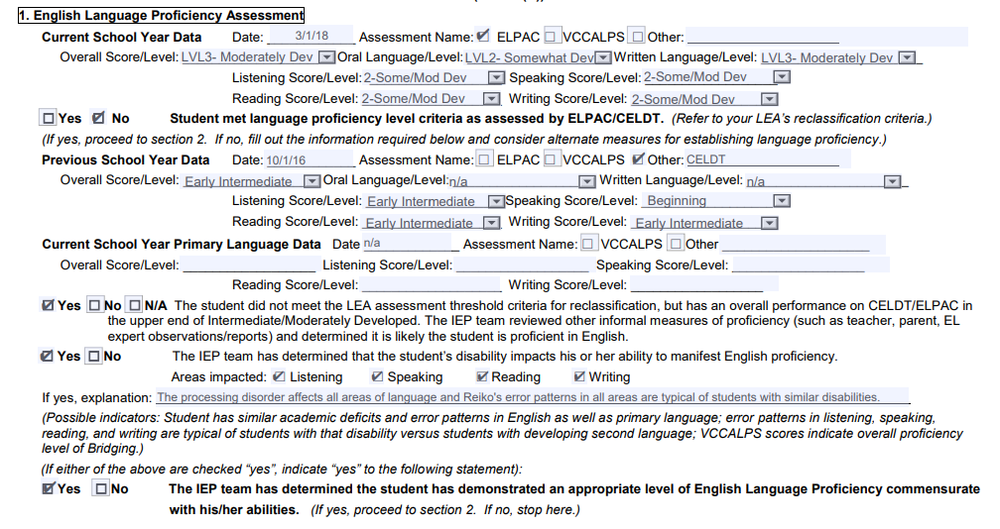 1. English Language Proficiency Assessment
Current School Year Data Date: 3/1/18 Assessment Name: ELPAC VCCALPS Other:
Overall Score/Level: LVL3- Moderately Dev Oral Language/Level: LVL2- Somewhat Dev Written Language/Level: LVL3- Moderately Dev
Listening Score/Level: 2-Some/Mod Dev Speaking Score/Level: 2-Some/Mod Dev
Reading Score/Level: 2-Some/Mod Dev Writing Score/Level: 2-Some/Mod Dev
Yes No Student met language proficiency level criteria as assessed by ELPAC/CELDT. (Refer to your LEA's reclassification criteria.)
(If yes, proceed to section 2. If no, fill out the information required below and consider alternate measures for establishing language proficiency.)
Previous School Year Data Date: 10/1/16 Assessment Name: ELPAC VCCALPS Other: CELDT
Overall Score/Level: Early Intermediate Oral Language/Level: n/a Written Language/Level: n/a
Listening Score/Level: Early Intermediate Speaking Score/Level: Beginning
Reading Score/Level: Early Intermediate Writing Score/Level: Early Intermediate
Current School Year Primary Language Data Date n/a Assessment Name: VCCALPS Other
Overall Score/Level: Listening Score/Level: Speaking Score/Level:
Reading Score/Level: Writing Score/Level:
Yes No N/A The student did not meet the LEA assessment threshold criteria for reclassification, but has an overall performance on CELDT/ELPAC in
the upper end of Intermediate/Moderately Developed. The IEP team reviewed other informal measures of proficiency (such as teacher, parent, EL
expert observations/reports) and determined it is likely the student is proficient in English.
Yes No The IEP team has determined that the student's disability impacts his or her ability to manifest English proficiency.
Areas impacted: Listening Speaking Reading Writing
If yes, explanation: The processing disorder affects all areas of language and Reiko's error patterns in all areas are typical of students with similar disabilities.
(Possible indicators: Student has similar academic deficits and error patterns in English as well as primary language; error patterns in listening, speaking,
reading, and writing are typical of students with that disability versus students with developing second language; VCCALPS scores indicate overall proficiency
level of Bridging.)
(If either of the above are checked "yes", indicate "yes" to the following statement):
Yes No The IEP team has determined the student has demonstrated an appropriate level of English Language Proficiency commensurate
with his/her abilities. (If yes, proceed to section 2. If no, stop here.)